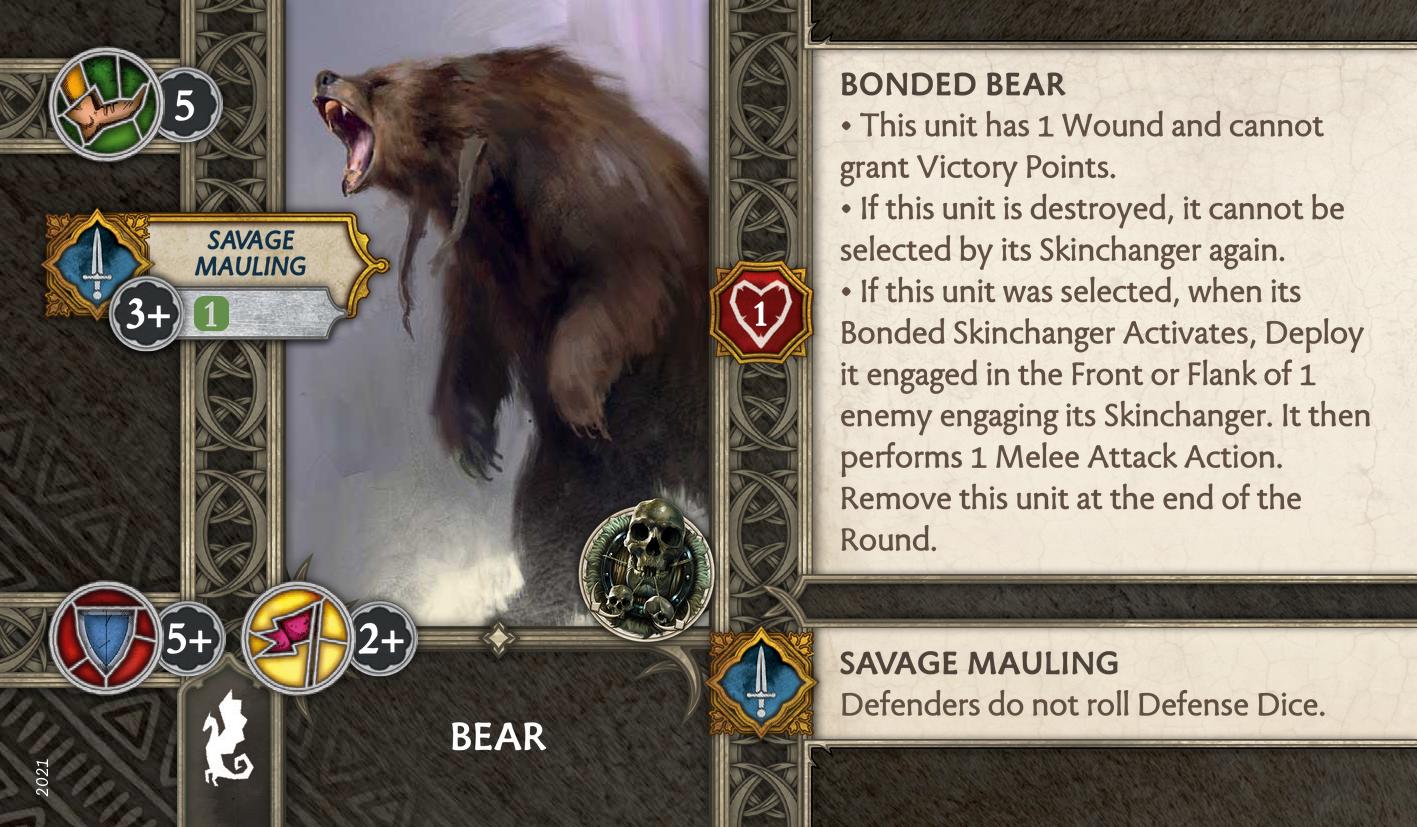 5
SAVAGE
MAULING
3+
1
5+
2+
BEAR
2021
1
BONDED BEAR
• This unit has 1 Wound and cannot
grant Victory Points.
• If this unit is destroyed, it cannot be
selected by its Skinchanger again.
• If this unit was selected, when its
Bonded Skinchanger Activates, Deploy
it engaged in the Front or Flank of 1
enemy engaging its Skinchanger. It then
performs 1 Melee Attack Action.
Remove this unit at the end of the
Round.
SAVAGE MAULING
Defenders do not roll Defense Dice.